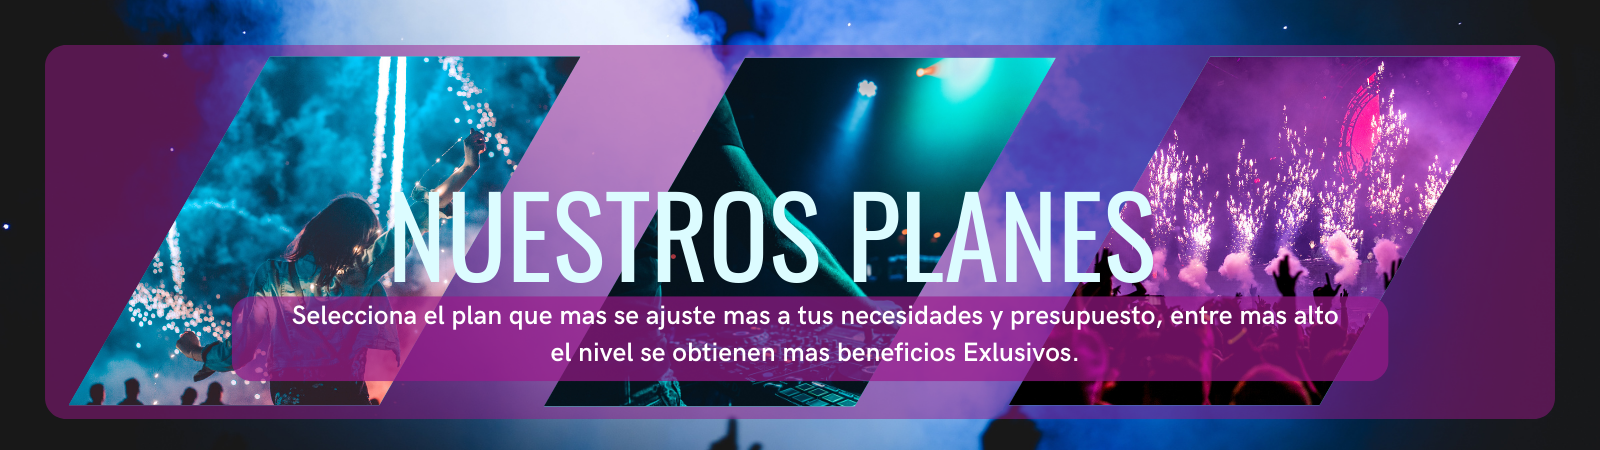 NUESTROS PLANES
Selecciona el plan que mas se ajuste mas a tus necesidades y presupuesto, entre mas alto
el nivel se obtienen mas beneficios Exlusivos.